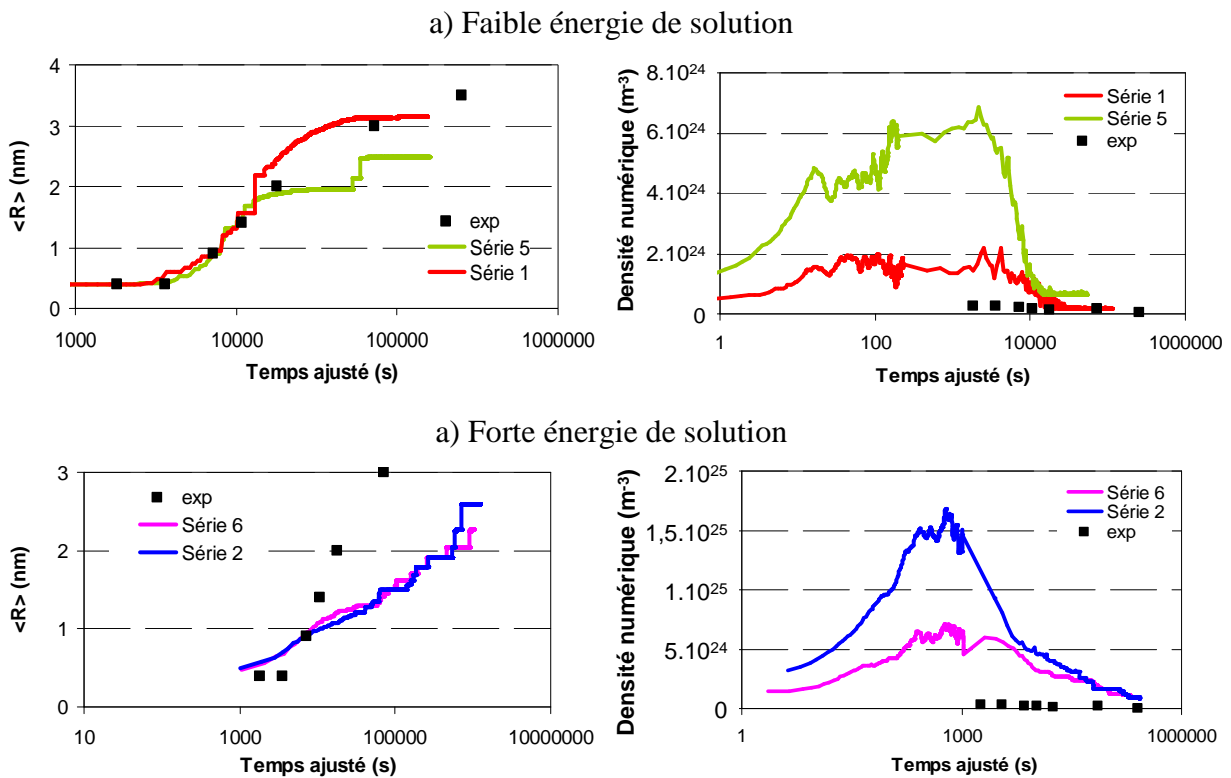 a) Faible énergie de solution
<R> (nm)
4
3
2
1
0
1000
10000
100000
1000000
Temps ajusté (s)
exp
Série 5
Série 1
Densité numérique (m-3)
8.10²⁴
6.10²⁴
4.10²⁴
2.10²⁴
0
1
100
10000
1000000
Temps ajusté (s)
Série 1
Série 5
exp
a) Forte énergie de solution
<R> (nm)
3
2
1
0
10
1000
100000
10000000
Temps ajusté (s)
exp
Série 6
Série 2
Densité numérique (m-3)
2.10²⁵
1,5.10²⁵
1.10²⁵
5.10²⁴
0
1
1000
1000000
Temps ajusté (s)
Série 6
Série 2
exp